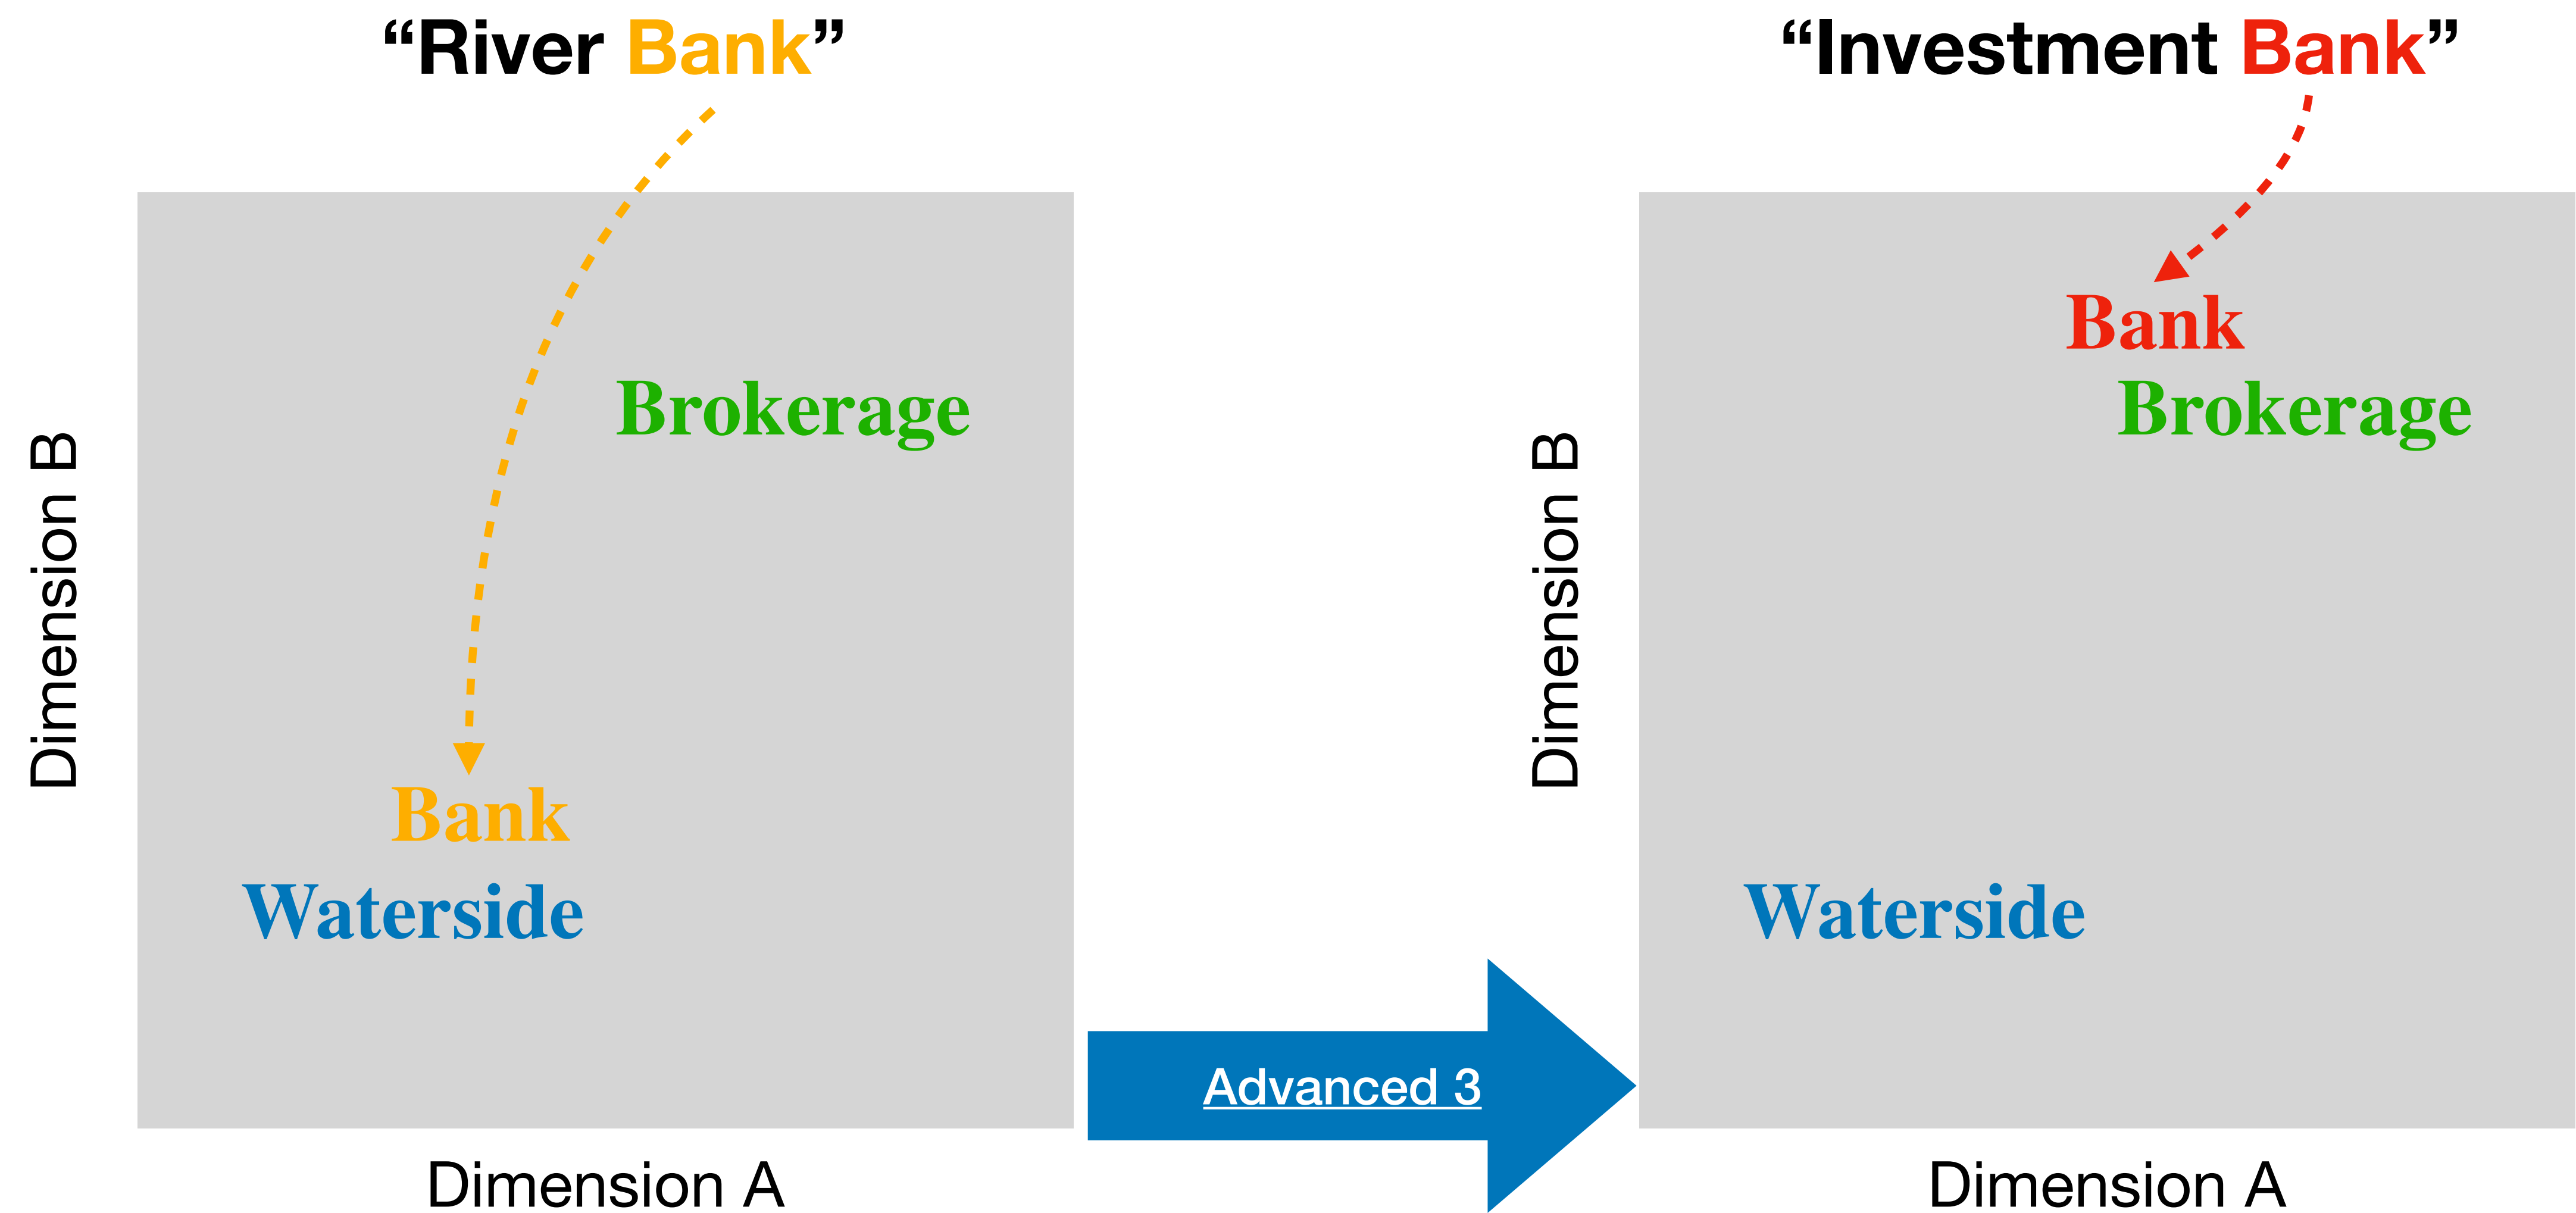 “River Bank”
Dimension B
Brokerage
Bank
Waterside
Dimension A
Advanced 3
“Investment Bank”
Dimension B
Bank
Brokerage
Waterside
Dimension A